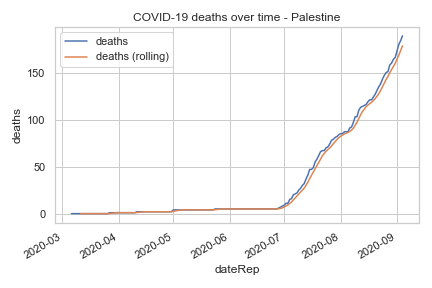 COVID-19 deaths over time - Palestine
deaths
deaths (rolling)
150
100
50
0
deaths
2020-03
2020-04
2020-05
2020-06
2020-07
2020-08
2020-09
dateRep